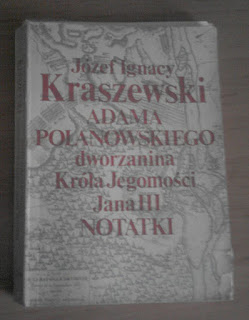 Józef Ignacy
Kraszewski
ADAMA
POLANOWSKIEGO
dworzanina
Króla Jegomości
Jana III
NOTATKI